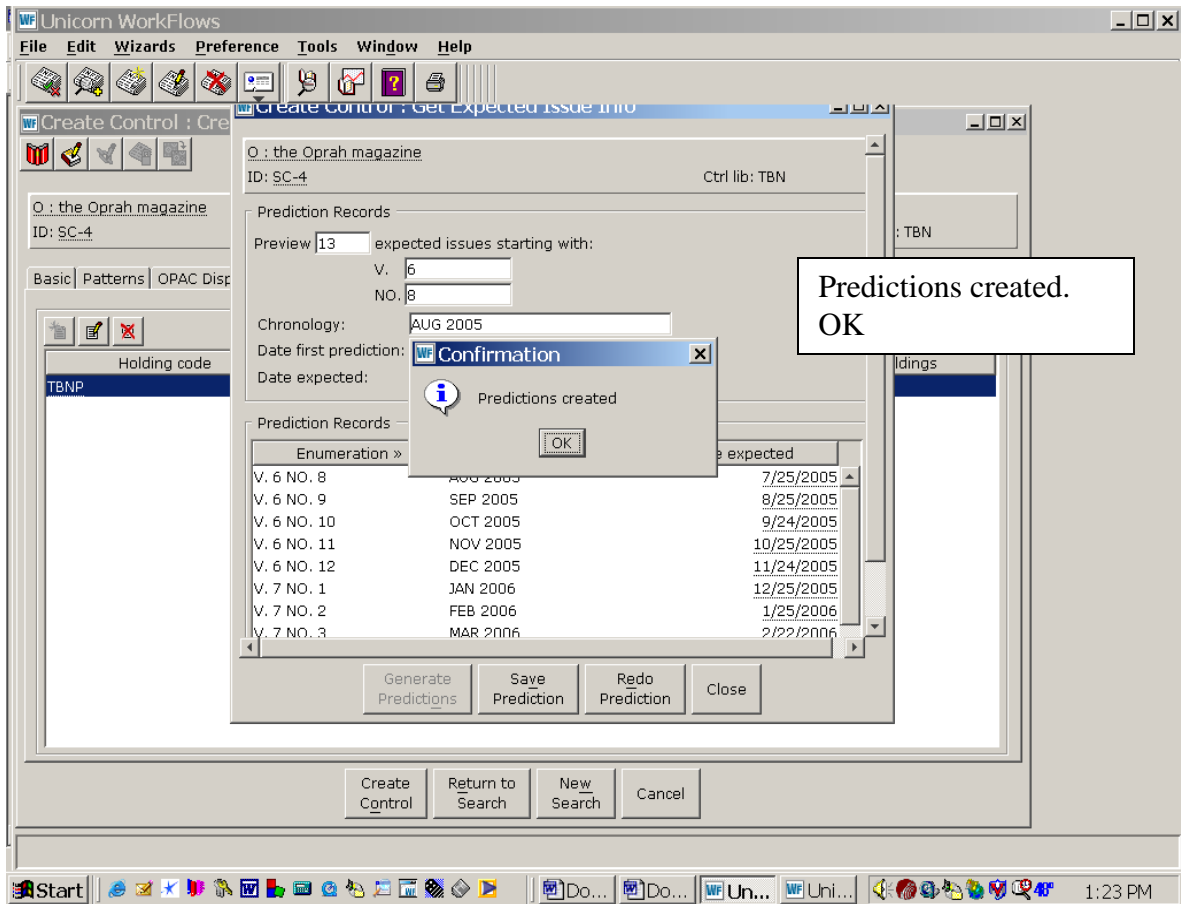 Unicorn WorkFlows
File Edit Wizards Preference Tools Window Help
Create Control : Get Expected Issue Info
Create Control : Cre
O : the Oprah magazine
ID: SC-4 Ctrl lib: TBN
O : the Oprah magazine
ID: SC-4
: TBN
Prediction Records
Preview 13 expected issues starting with:
V. 6
NO. 8
Chronology: AUG 2005
Date first prediction:
Date expected:
Basic Patterns OPAC Disp
Holding code
ldings
TBNP
Predictions created.
OK
Confirmation
Predictions created
OK
Prediction Records
Enumeration » e expected
V. 6 NO. 8 AUG 2005 7/25/2005
V. 6 NO. 9 SEP 2005 8/25/2005
V. 6 NO. 10 OCT 2005 9/24/2005
V. 6 NO. 11 NOV 2005 10/25/2005
V. 6 NO. 12 DEC 2005 11/24/2005
V. 7 NO. 1 JAN 2006 12/25/2005
V. 7 NO. 2 FEB 2006 1/25/2006
V. 7 NO. 3 MAR 2006 2/22/2006
Generate
Predictions
Save
Prediction
Redo
Prediction
Close
Create
Control
Return to
Search
New
Search
Cancel
Start Do... Do... Un... Uni... 48° 1:23 PM